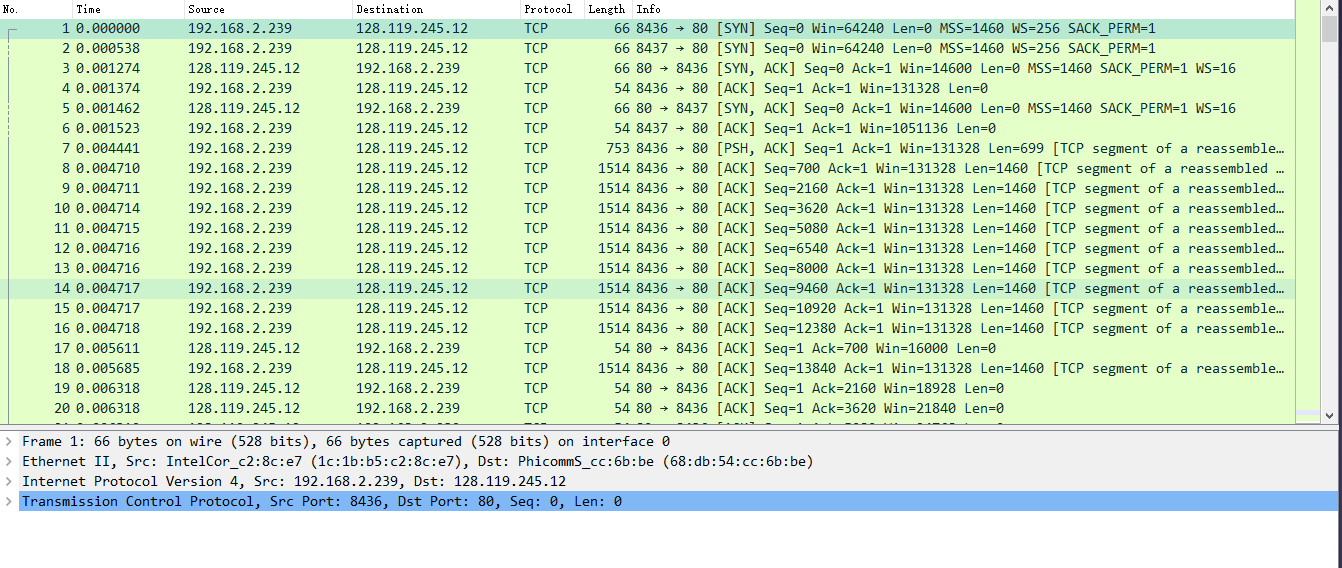 No. Time Source Destination Protocol Length Info
1 0.000000 192.168.2.239 128.119.245.12 TCP 66 8436 → 80 [SYN] Seq=0 Win=64240 Len=0 MSS=1460 WS=256 SACK_PERM=1
2 0.000538 192.168.2.239 128.119.245.12 TCP 66 8437 → 80 [SYN] Seq=0 Win=64240 Len=0 MSS=1460 WS=256 SACK_PERM=1
3 0.001274 128.119.245.12 192.168.2.239 TCP 66 80 → 8436 [SYN, ACK] Seq=0 Ack=1 Win=14600 Len=0 MSS=1460 SACK_PERM=1 WS=16
4 0.001374 192.168.2.239 128.119.245.12 TCP 54 8436 → 80 [ACK] Seq=1 Ack=1 Win=131328 Len=0
5 0.001462 128.119.245.12 192.168.2.239 TCP 66 80 → 8437 [SYN, ACK] Seq=0 Ack=1 Win=14600 Len=0 MSS=1460 SACK_PERM=1 WS=16
6 0.001523 192.168.2.239 128.119.245.12 TCP 54 8437 → 80 [ACK] Seq=1 Ack=1 Win=1051136 Len=0
7 0.004441 192.168.2.239 128.119.245.12 TCP 753 8436 → 80 [PSH, ACK] Seq=1 Ack=1 Win=131328 Len=699 [TCP segment of a reassemble…
8 0.004710 192.168.2.239 128.119.245.12 TCP 1514 8436 → 80 [ACK] Seq=700 Ack=1 Win=131328 Len=1460 [TCP segment of a reassembled …
9 0.004711 192.168.2.239 128.119.245.12 TCP 1514 8436 → 80 [ACK] Seq=2160 Ack=1 Win=131328 Len=1460 [TCP segment of a reassembled…
10 0.004714 192.168.2.239 128.119.245.12 TCP 1514 8436 → 80 [ACK] Seq=3620 Ack=1 Win=131328 Len=1460 [TCP segment of a reassembled…
11 0.004715 192.168.2.239 128.119.245.12 TCP 1514 8436 → 80 [ACK] Seq=5080 Ack=1 Win=131328 Len=1460 [TCP segment of a reassembled…
12 0.004716 192.168.2.239 128.119.245.12 TCP 1514 8436 → 80 [ACK] Seq=6540 Ack=1 Win=131328 Len=1460 [TCP segment of a reassembled…
13 0.004716 192.168.2.239 128.119.245.12 TCP 1514 8436 → 80 [ACK] Seq=8000 Ack=1 Win=131328 Len=1460 [TCP segment of a reassembled…
14 0.004717 192.168.2.239 128.119.245.12 TCP 1514 8436 → 80 [ACK] Seq=9460 Ack=1 Win=131328 Len=1460 [TCP segment of a reassembled…
15 0.004717 192.168.2.239 128.119.245.12 TCP 1514 8436 → 80 [ACK] Seq=10920 Ack=1 Win=131328 Len=1460 [TCP segment of a reassemble…
16 0.004718 192.168.2.239 128.119.245.12 TCP 1514 8436 → 80 [ACK] Seq=12380 Ack=1 Win=131328 Len=1460 [TCP segment of a reassemble…
17 0.005611 128.119.245.12 192.168.2.239 TCP 54 80 → 8436 [ACK] Seq=1 Ack=700 Win=16000 Len=0
18 0.005685 192.168.2.239 128.119.245.12 TCP 1514 8436 → 80 [ACK] Seq=13840 Ack=1 Win=131328 Len=1460 [TCP segment of a reassemble…
19 0.006318 128.119.245.12 192.168.2.239 TCP 54 80 → 8436 [ACK] Seq=1 Ack=2160 Win=18928 Len=0
20 0.006318 128.119.245.12 192.168.2.239 TCP 54 80 → 8436 [ACK] Seq=1 Ack=3620 Win=21840 Len=0
Frame 1: 66 bytes on wire (528 bits), 66 bytes captured (528 bits) on interface 0
Ethernet II, Src: IntelCor_c2:8c:e7 (1c:1b:b5:c2:8c:e7), Dst: PhicommS_cc:6b:be (68:db:54:cc:6b:be)
Internet Protocol Version 4, Src: 192.168.2.239, Dst: 128.119.245.12
Transmission Control Protocol, Src Port: 8436, Dst Port: 80, Seq: 0, Len: 0